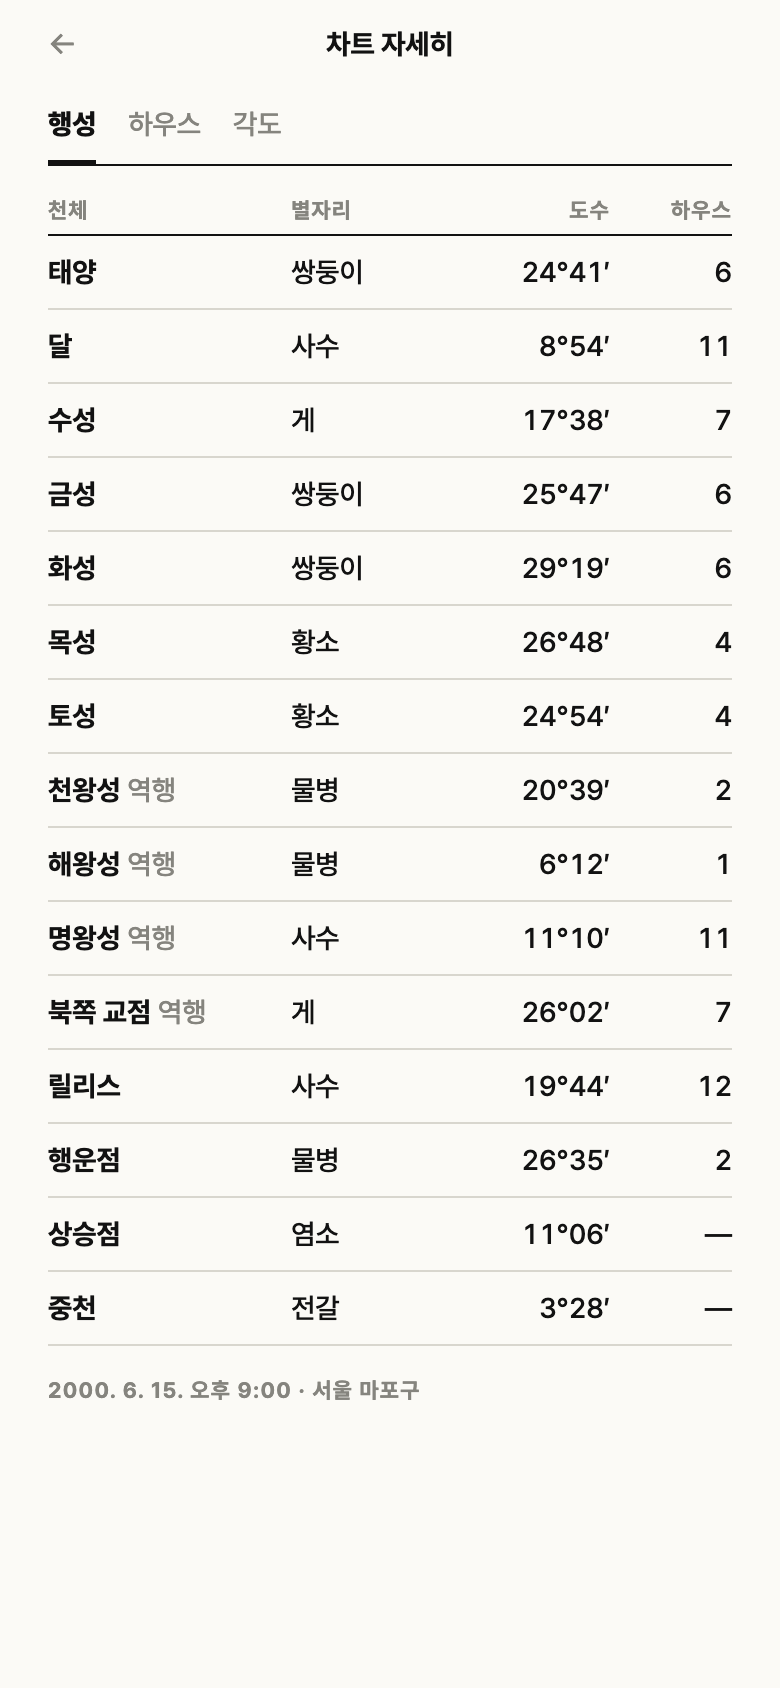 차트 자세히
행성 하우스 각도
천체 별자리 도수 하우스
태양 쌍둥이 24°41′ 6
달 사수 8°54′ 11
수성 게 17°38′ 7
금성 쌍둥이 25°47′ 6
화성 쌍둥이 29°19′ 6
목성 황소 26°48′ 4
토성 황소 24°54′ 4
천왕성 역행 물병 20°39′ 2
해왕성 역행 물병 6°12′ 1
명왕성 역행 사수 11°10′ 11
북쪽 교점 역행 게 26°02′ 7
릴리스 사수 19°44′ 12
행운점 물병 26°35′ 2
상승점 염소 11°06′ —
중천 전갈 3°28′ —
2000. 6. 15. 오후 9:00 · 서울 마포구